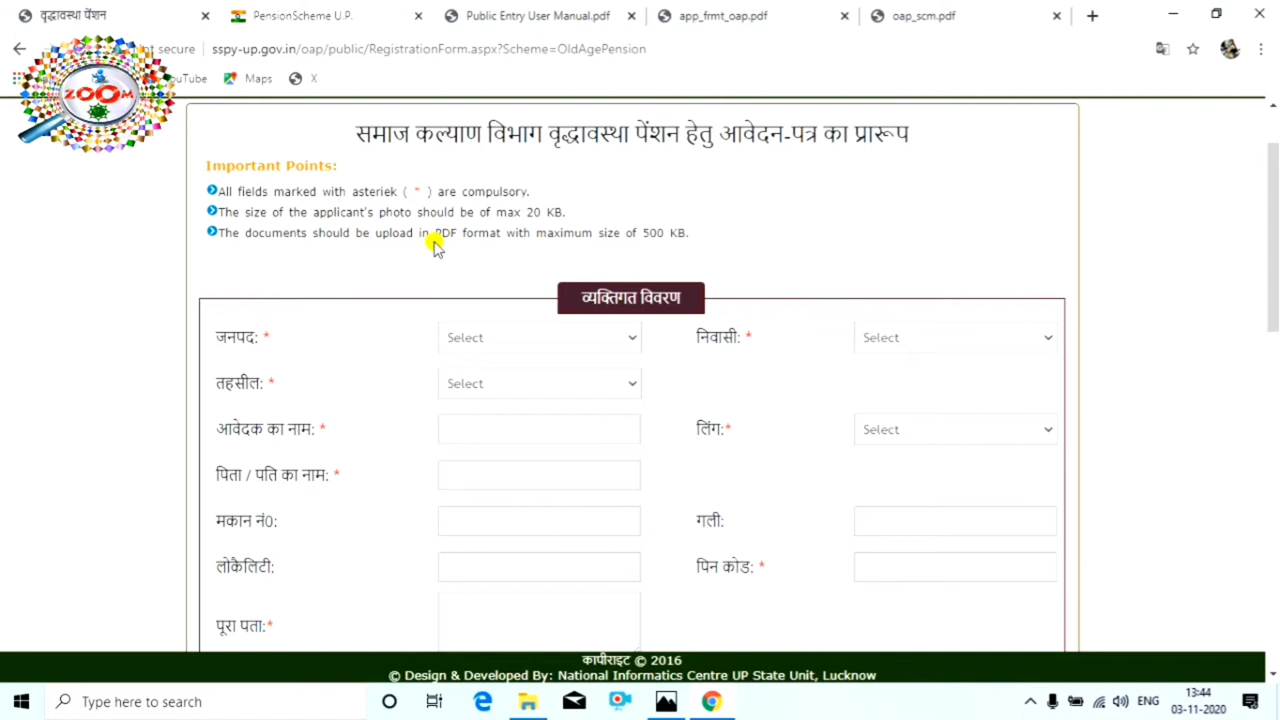 वृद्धावस्था पेंशन
PensionScheme U.P.
Public Entry User Manual.pdf
app_frmt_oap.pdf
oap_scm.pdf
secure
sspy-up.gov.in/oap/public/RegistrationForm.aspx?Scheme=OldAgePension
ZOOM
Maps
X
समाज कल्याण विभाग वृद्धावस्था पेंशन हेतु आवेदन-पत्र का प्रारूप
Important Points:
All fields marked with asteriek ( * ) are compulsory.
The size of the applicant's photo should be of max 20 KB.
The documents should be upload in PDF format with maximum size of 500 KB.
व्यक्तिगत विवरण
जनपद: * Select निवासी: * Select
तहसील: * Select
आवेदक का नाम: * लिंग:* Select
पिता / पति का नाम: *
मकान नं0: गली:
लोकैलिटी: पिन कोड: *
पूरा पता:*
कापीराइट © 2016
© Design & Developed By: National Informatics Centre UP State Unit, Lucknow
Type here to search
ENG
13:44
03-11-2020